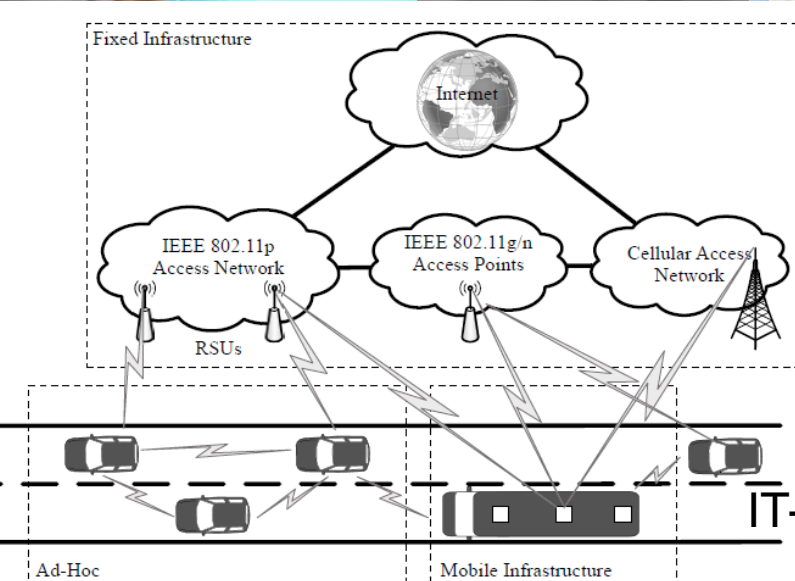 Fixed Infrastructure
Internet
IEEE 802.11p
Access Network
IEEE 802.11g/n
Access Points
Cellular Access
Network
RSUs
IT-
Ad-Hoc
Mobile Infrastructure